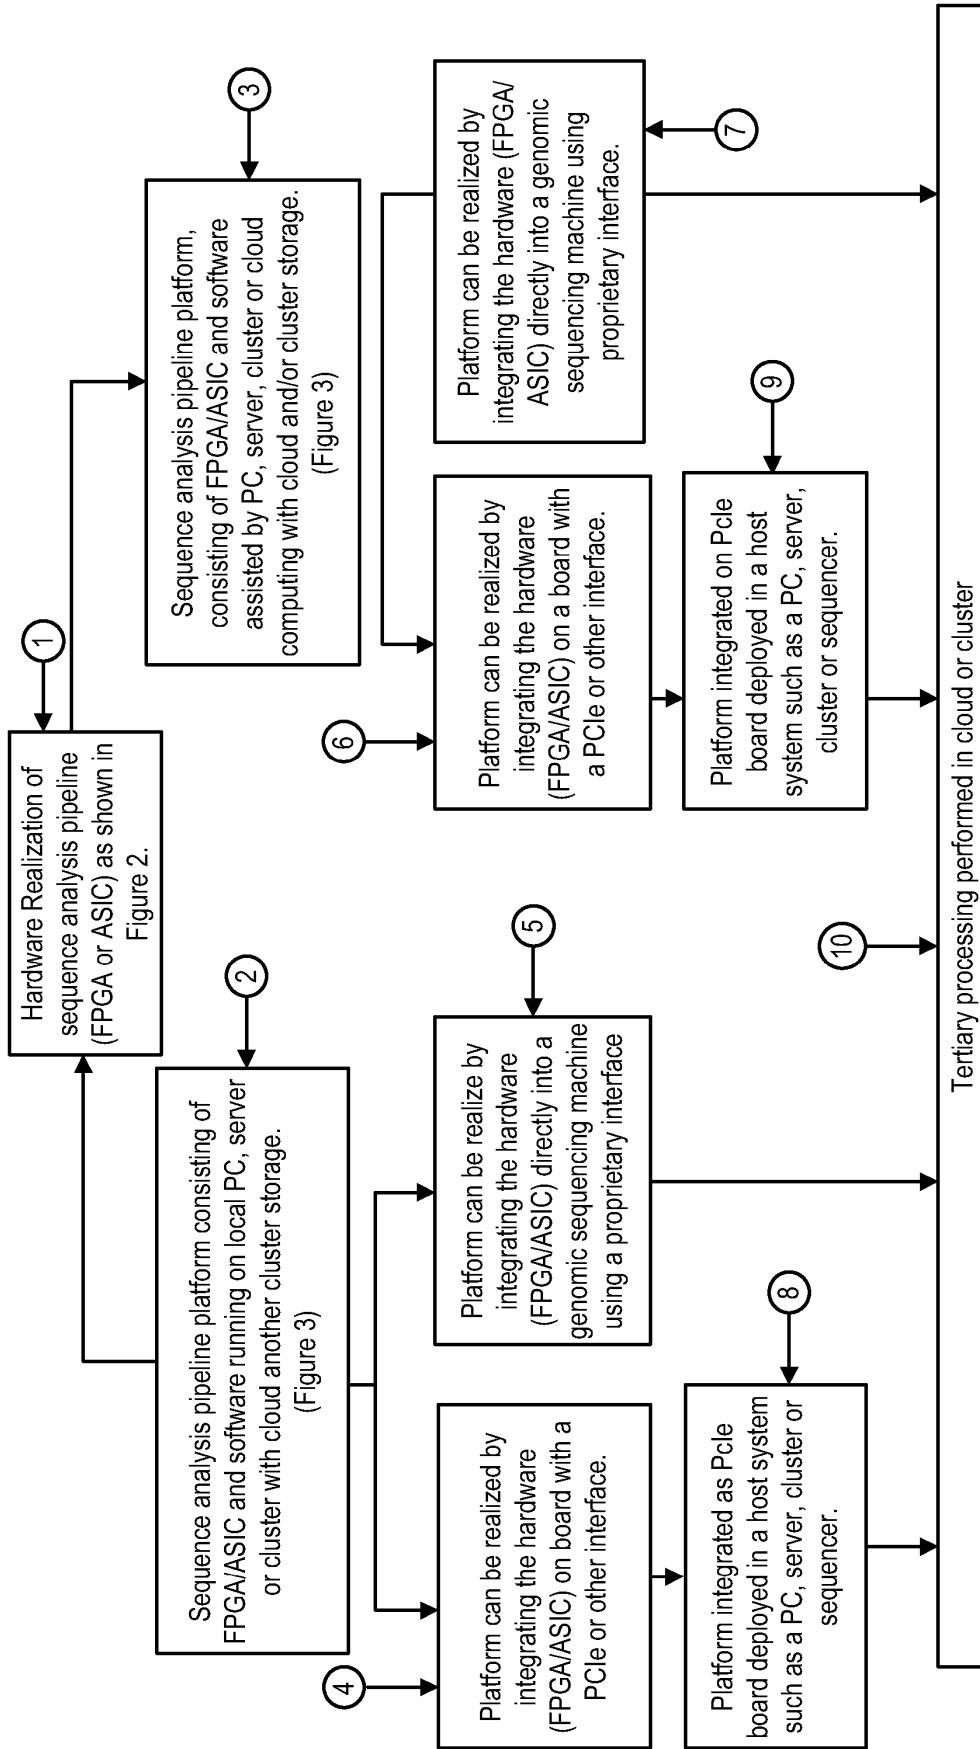 1
Hardware Realization of
sequence analysis pipeline
(FPGA or ASIC) as shown in
Figure 2.
2
Sequence analysis pipeline platform consisting of
FPGA/ASIC and software running on local PC, server
or cluster with cloud another cluster storage.
(Figure 3)
3
Sequence analysis pipeline platform,
consisting of FPGA/ASIC and software
assisted by PC, server, cluster or cloud
computing with cloud and/or cluster storage.
(Figure 3)
4
Platform can be realized by
integrating the hardware
(FPGA/ASIC) on board with a
PCIe or other interface.
5
Platform can be realize by
integrating the hardware
(FPGA/ASIC) directly into a
genomic sequencing machine
using a proprietary interface
6
Platform can be realized by
integrating the hardware
(FPGA/ASIC) on a board with
a PCIe or other interface.
7
Platform can be realized by
integrating the hardware (FPGA/
ASIC) directly into a genomic
sequencing machine using
proprietary interface.
8
Platform integrated as PcIe
board deployed in a host system
such as a PC, server, cluster or
sequencer.
9
Platform integrated on PcIe
board deployed in a host
system such as a PC, server,
cluster or sequencer.
10
Tertiary processing performed in cloud or cluster